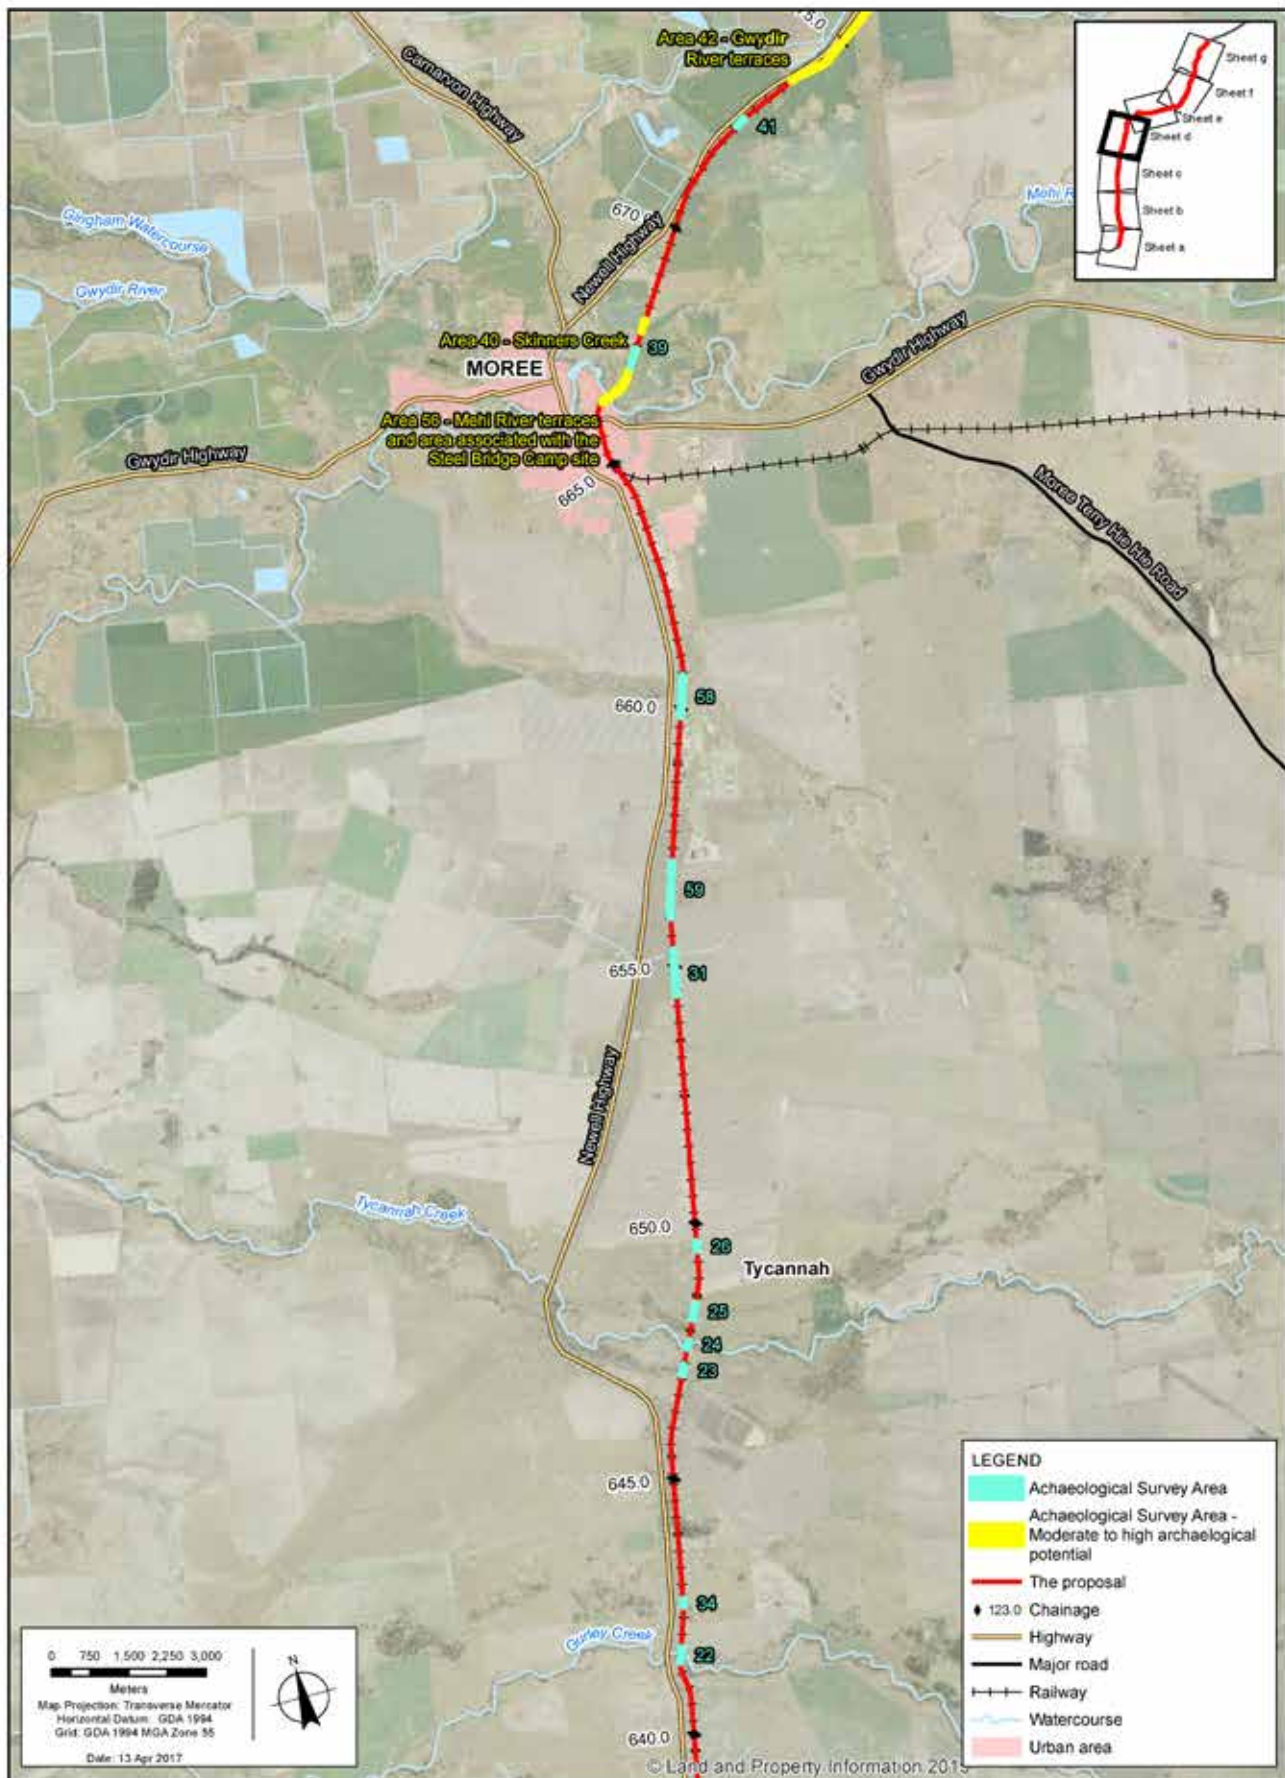 675.0
Area 42 - Gwydir
River terraces
Carnarvon Highway
41
Sheet g
Sheet f
Sheet e
Sheet d
Sheet c
Sheet b
Sheet a
Mehi R
Gingham Watercourse
Gwydir River
670.0
Newell Highway
Area 40 - Skinners Creek
39
MOREE
Gwydir Highway
Area 56 - Mehi River terraces
and area associated with the
Steel Bridge Camp site
Gwydir Highway
665.0
Moree Terry Hie Hie Road
58
660.0
59
655.0
31
Newell Highway
Tycannah Creek
650.0
26
Tycannah
25
24
23
645.0
34
Gurley Creek
22
640.0
LEGEND
Achaeological Survey Area
Achaeological Survey Area -
Moderate to high archaelogical
potential
The proposal
123.0 Chainage
Highway
Major road
Railway
Watercourse
Urban area
0 750 1,500 2,250 3,000
Meters
Map Projection: Transverse Mercator
Horizontal Datum: GDA 1994
Grid: GDA 1994 MGA Zone 55
Date: 13 Apr 2017
N
© Land and Property Information 2015